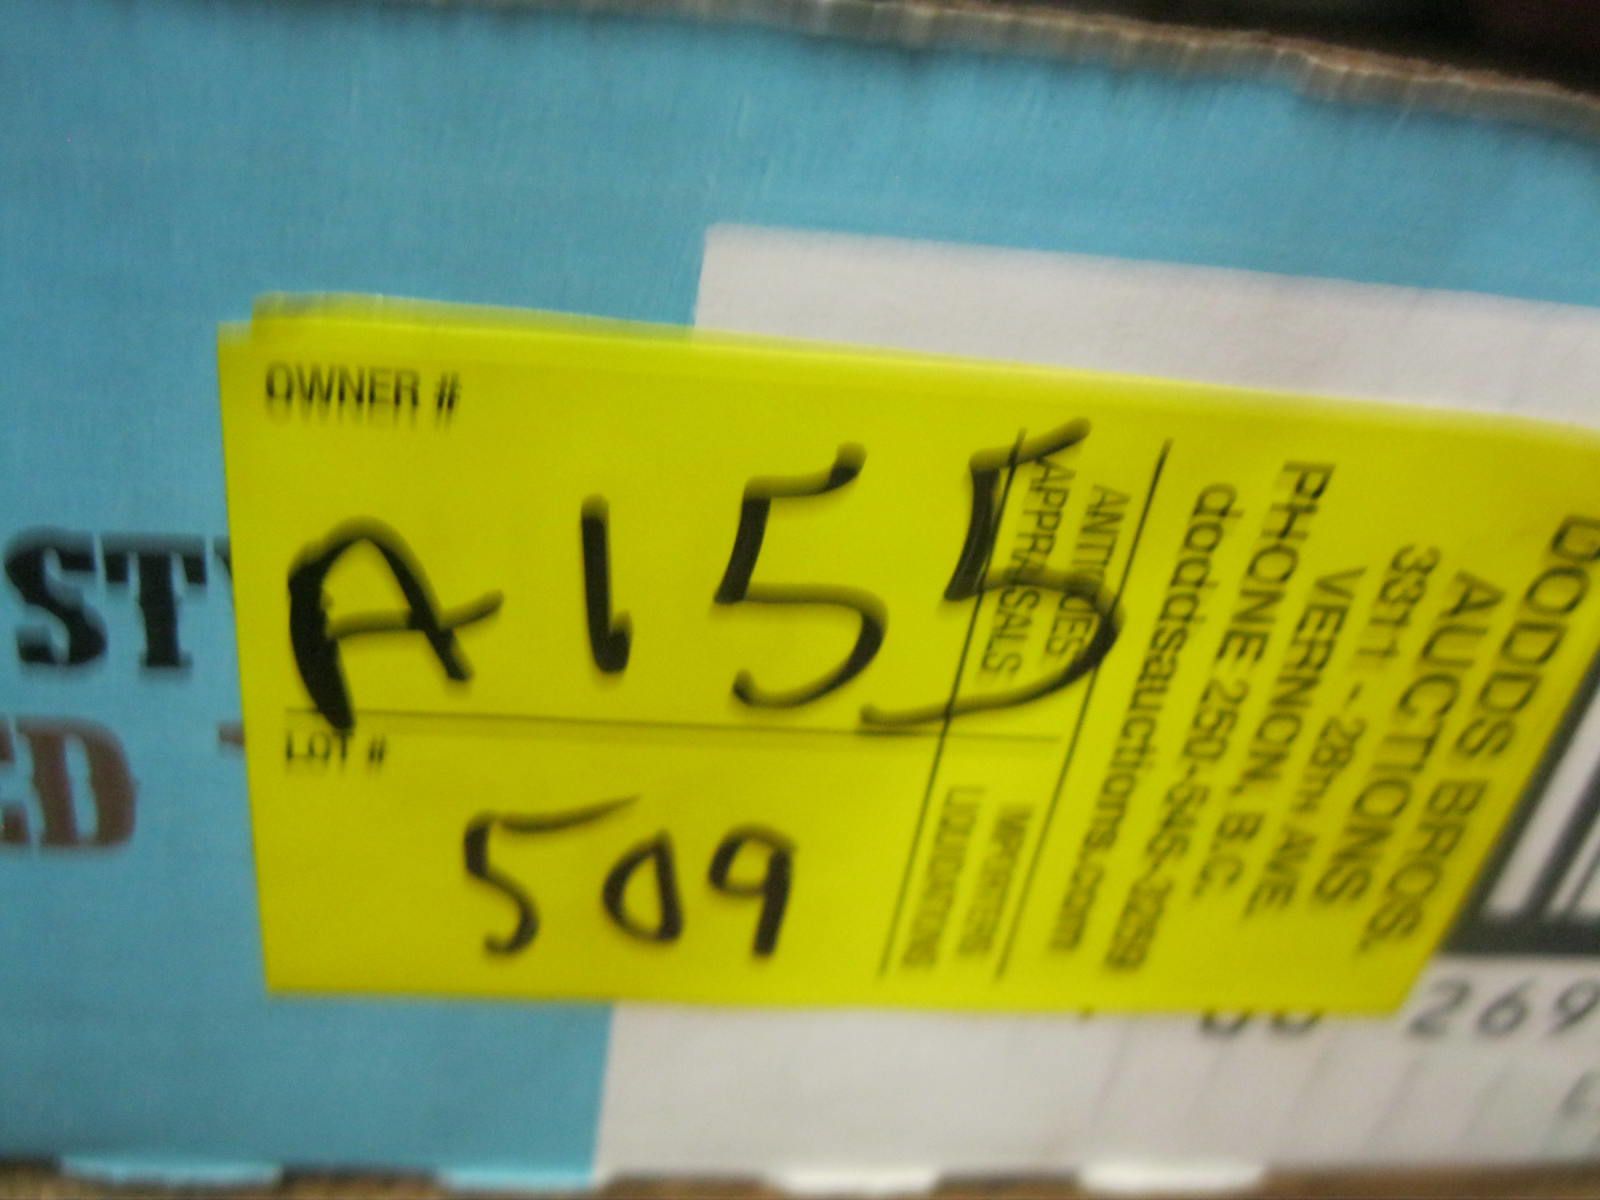 OWNER #
A155
LOT #
509
DODDS BROS.
AUCTIONS
3311 - 28TH AVE
VERNON, B.C.
PHONE 250-545-3259
doddsauctions.com
ANTIQUES
APPRAISALS
IMPORTERS
LIQUIDATIONS
ST
ED
269